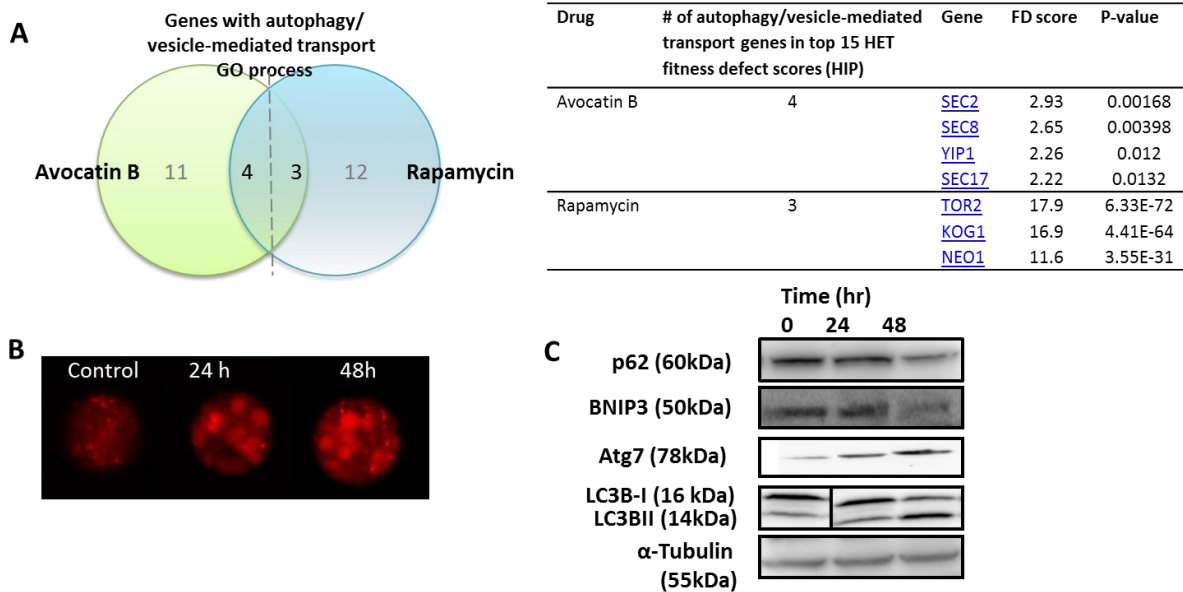 A
Genes with autophagy/
vesicle-mediated transport
GO process
Avocatin B 11 4 3 12 Rapamycin
Drug # of autophagy/vesicle-mediated Gene FD score P-value
transport genes in top 15 HET
fitness defect scores (HIP)
Avocatin B 4 SEC2 2.93 0.00168
SEC8 2.65 0.00398
YIP1 2.26 0.012
SEC17 2.22 0.0132
Rapamycin 3 TOR2 17.9 6.33E-72
KOG1 16.9 4.41E-64
NEO1 11.6 3.55E-31
B
Control 24 h 48h
C
Time (hr)
0 24 48
p62 (60kDa)
BNIP3 (50kDa)
Atg7 (78kDa)
LC3B-I (16 kDa)
LC3BII (14kDa)
α-Tubulin
(55kDa)